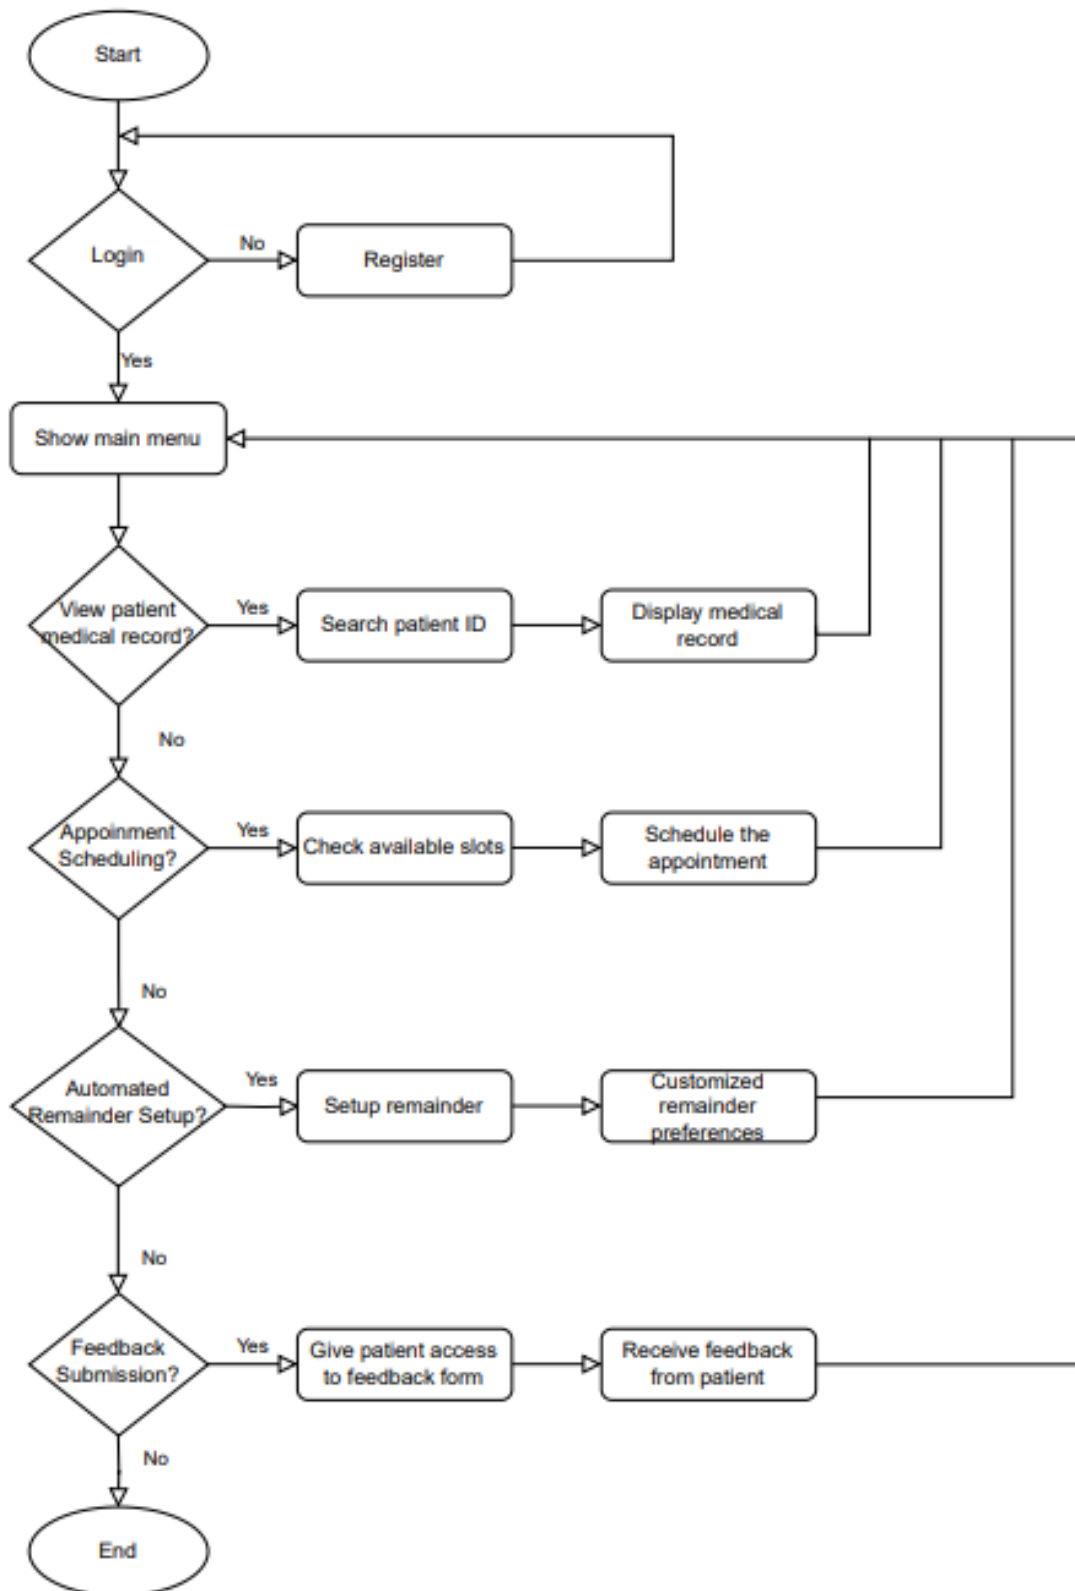 Start
Login
No
Register
Yes
Show main menu
View patient
medical record?
Yes
Search patient ID
Display medical
record
No
Appoinment
Scheduling?
Yes
Check available slots
Schedule the
appointment
No
Automated
Remainder Setup?
Yes
Setup remainder
Customized
remainder
preferences
No
Feedback
Submission?
Yes
Give patient access
to feedback form
Receive feedback
from patient
No
End